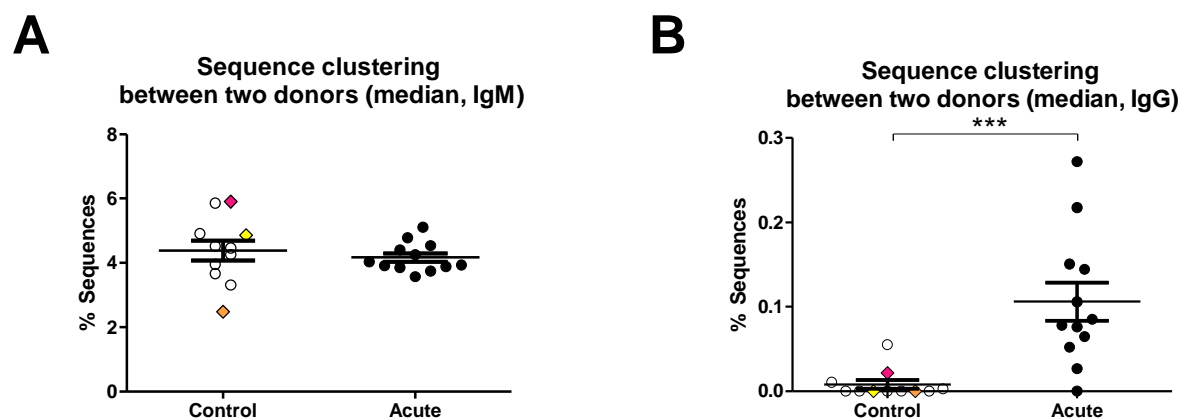 A
Sequence clustering
between two donors (median, IgM)
% Sequences
8
6
4
2
0
Control Acute
B
Sequence clustering
between two donors (median, IgG)
***
% Sequences
0.3
0.2
0.1
0.0
Control Acute